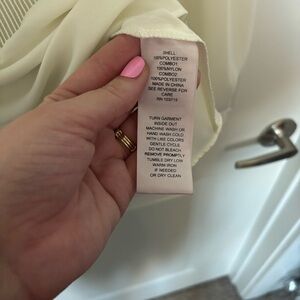 SHELL
100%POLYESTER
COMBO1
100%NYLON
COMBO2
100%POLYESTER
MADE IN CHINA
SEE REVERSE FOR
CARE
TURN GARMENT
INSIDE OUT
MACHINE WASH OR
HAND WASH COLD
WITH LIKE COLORS
GENTLE CYCLE
DO NOT BLEACH
REMOVE PROMPTLY
TUMBLE DRY LOW
WARM IRON
IF NEEDED
OR DRY CLEAN